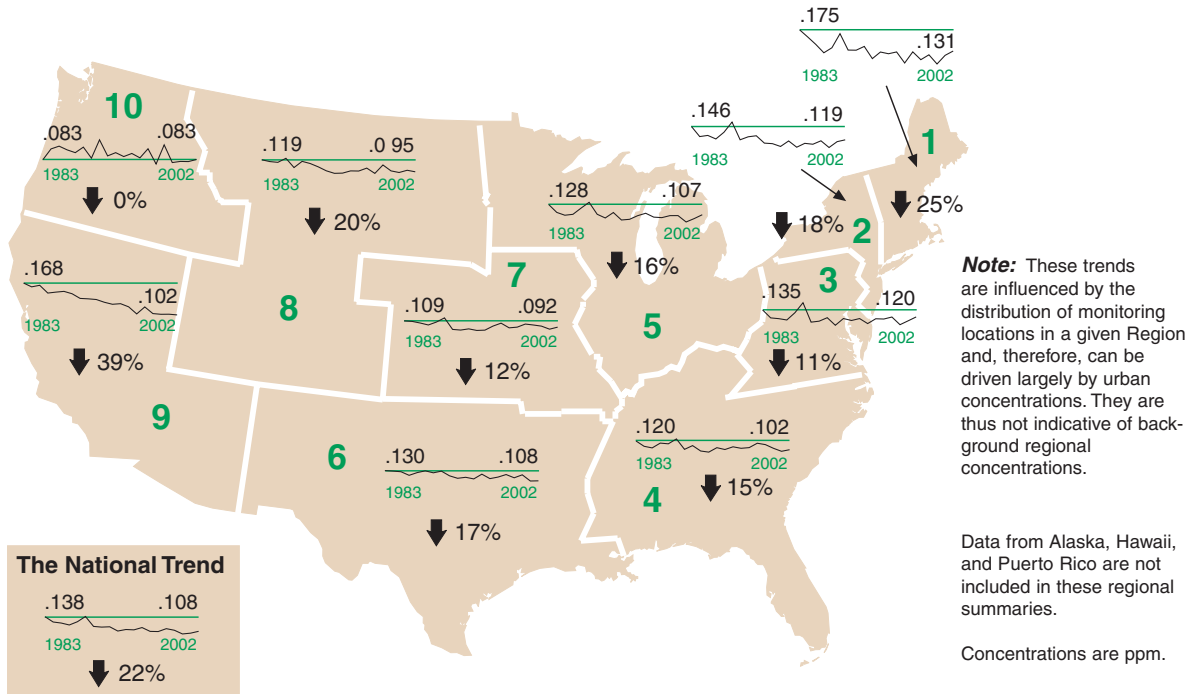 .175
.131
1983 2002
.146 .119
1983 2002
10
.083 .083
1983 2002
0%
.119 .0 95
1983 2002
20%
.128 .107
1983 2002
16%
1
25%
18%
2
3
.135 .120
1983 2002
11%
.168
.102
1983 2002
39%
9
8
7
.109 .092
1983 2002
12%
5
6
.130 .108
1983 2002
17%
.120 .102
1983 2002
15%
4
The National Trend
.138 .108
1983 2002
22%
Note: These trends
are influenced by the
distribution of monitoring
locations in a given Region
and, therefore, can be
driven largely by urban
concentrations. They are
thus not indicative of back-
ground regional
concentrations.
Data from Alaska, Hawaii,
and Puerto Rico are not
included in these regional
summaries.
Concentrations are ppm.